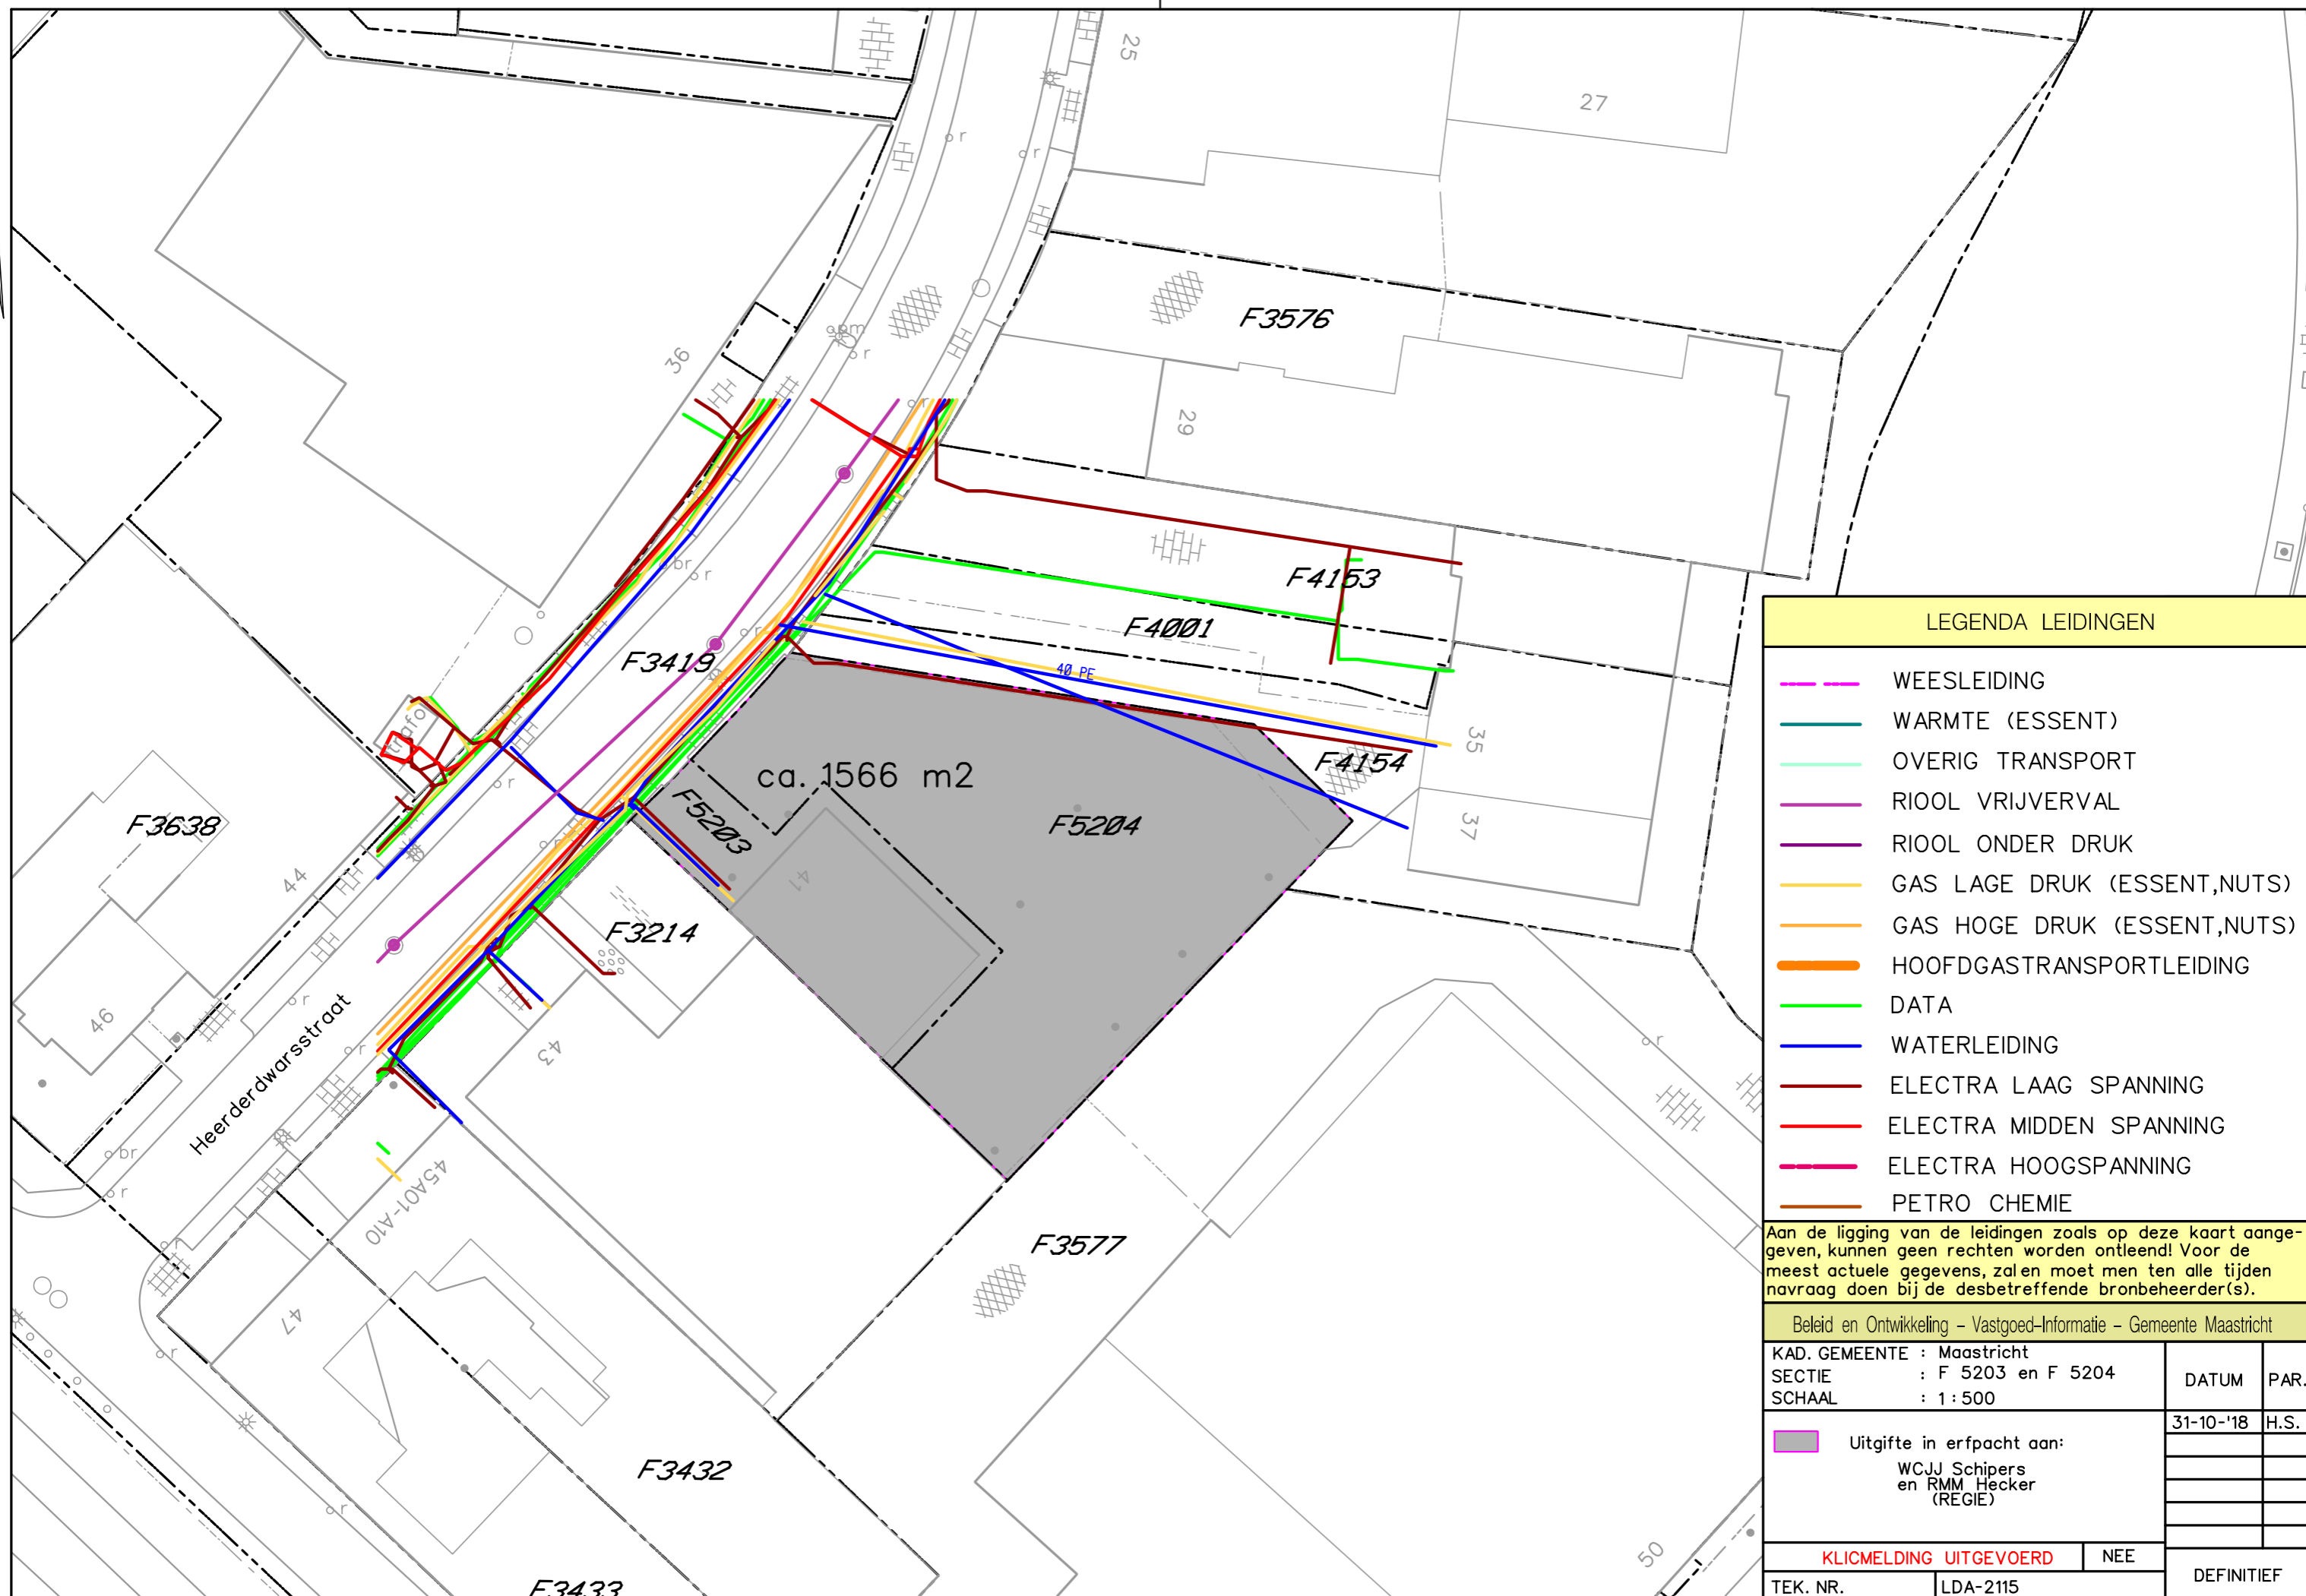 25
27
F3576
36
pm
r
r
r
r
29
br
r
F4153
F4001
F3419
r
40 PE
trafo
35
F4154
ca. 1566 m2
F5203
F5204
37
F3638
r
r
41
44
F3214
46
r
r
43
Heerderdwarsstraat
br
r
r
45A01-A10
F3577
47
r
r
F3432
F3433
50
r
LEGENDA LEIDINGEN
WEESLEIDING
WARMTE (ESSENT)
OVERIG TRANSPORT
RIOOL VRIJVERVAL
RIOOL ONDER DRUK
GAS LAGE DRUK (ESSENT,NUTS)
GAS HOGE DRUK (ESSENT,NUTS)
HOOFDGASTRANSPORTLEIDING
DATA
WATERLEIDING
ELECTRA LAAG SPANNING
ELECTRA MIDDEN SPANNING
ELECTRA HOOGSPANNING
PETRO CHEMIE
Aan de ligging van de leidingen zoals op deze kaart aange-
geven, kunnen geen rechten worden ontleend! Voor de
meest actuele gegevens, zal en moet men ten alle tijden
navraag doen bij de desbetreffende bronbeheerder(s).
Beleid en Ontwikkeling – Vastgoed–Informatie – Gemeente Maastricht
KAD. GEMEENTE : Maastricht
SECTIE : F 5203 en F 5204
SCHAAL : 1 : 500
DATUM PAR.
31-10-'18 H.S.
Uitgifte in erfpacht aan:
WCJJ Schipers
en RMM Hecker
(REGIE)
KLICMELDING UITGEVOERD NEE
TEK. NR. LDA-2115
DEFINITIEF